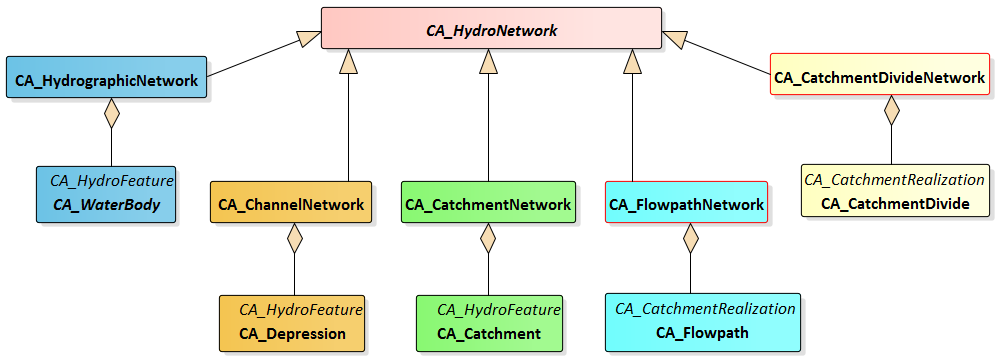 CA_HydroNetwork
CA_HydrographicNetwork
CA_CatchmentDivideNetwork
CA_HydroFeature
CA_WaterBody
CA_ChannelNetwork
CA_CatchmentNetwork
CA_FlowpathNetwork
CA_CatchmentRealization
CA_CatchmentDivide
CA_HydroFeature
CA_Depression
CA_HydroFeature
CA_Catchment
CA_CatchmentRealization
CA_Flowpath